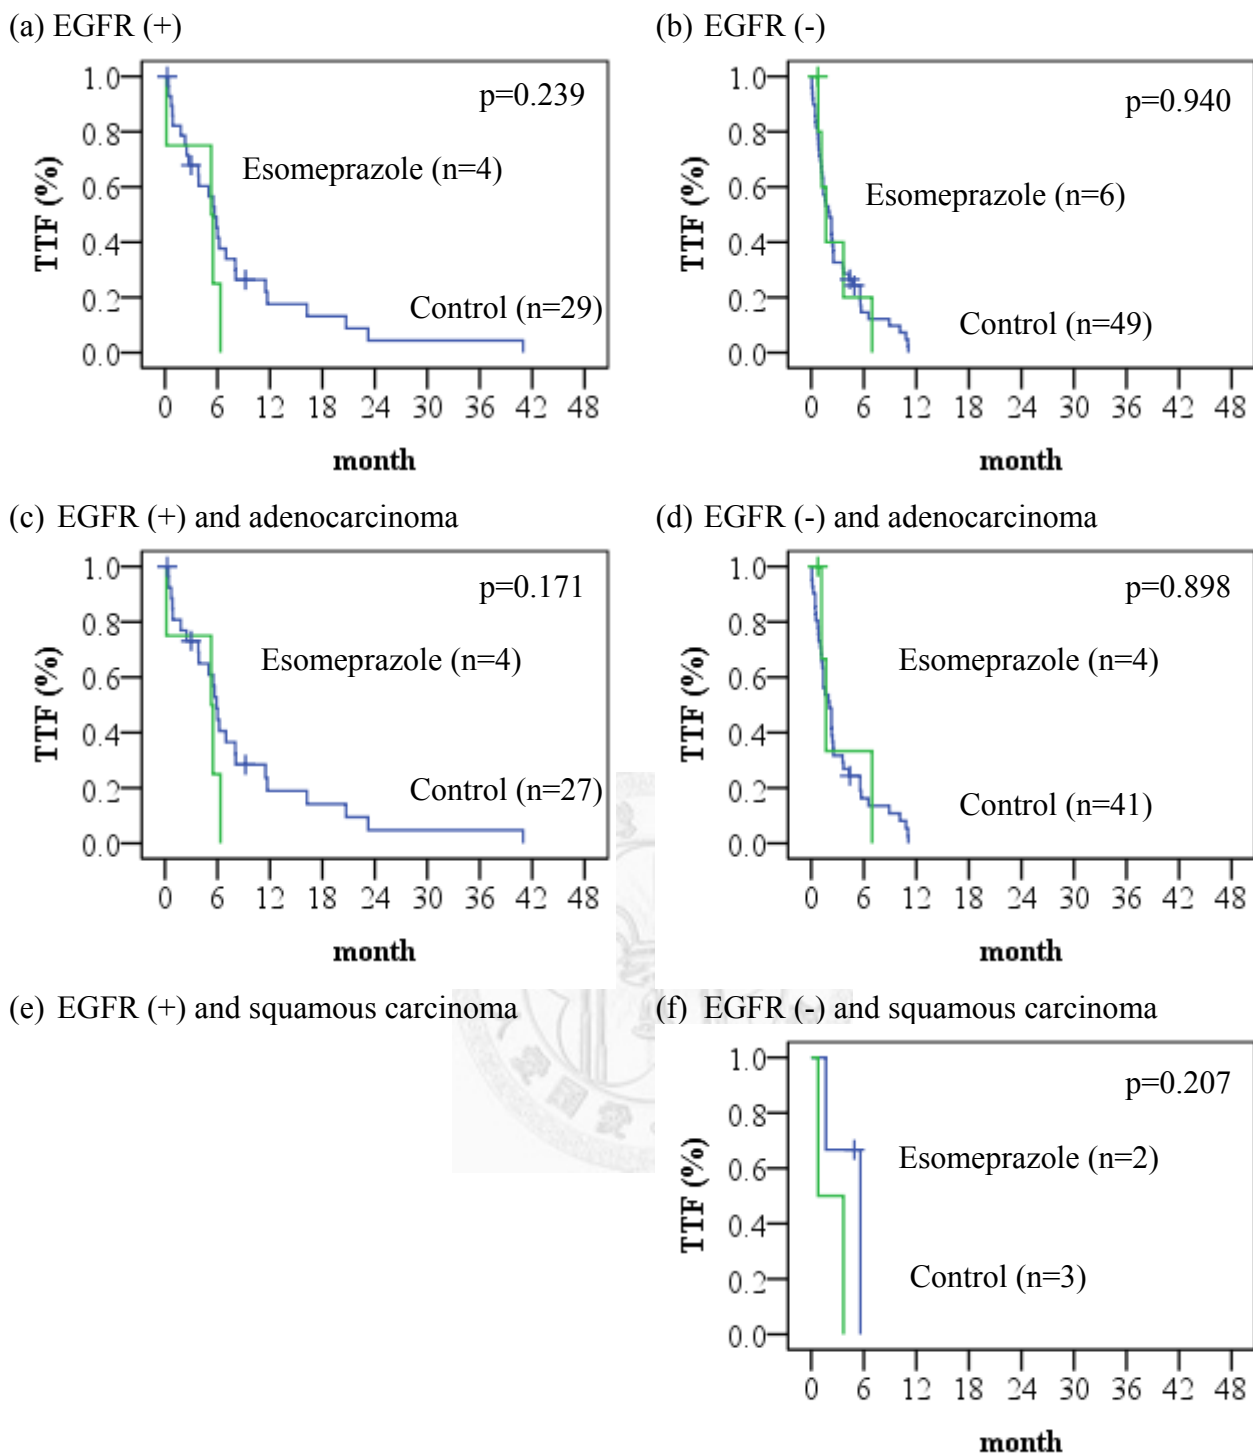 (a) EGFR (+)
(b) EGFR (-)
1.0
0.8
0.6
0.4
0.2
0.0
TTF (%)
p=0.239
Esomeprazole (n=4)
Control (n=29)
0 6 12 18 24 30 36 42 48
month
1.0
0.8
0.6
0.4
0.2
0.0
TTF (%)
p=0.940
Esomeprazole (n=6)
Control (n=49)
0 6 12 18 24 30 36 42 48
month
(c) EGFR (+) and adenocarcinoma
(d) EGFR (-) and adenocarcinoma
1.0
0.8
0.6
0.4
0.2
0.0
TTF (%)
p=0.171
Esomeprazole (n=4)
Control (n=27)
0 6 12 18 24 30 36 42 48
month
1.0
0.8
0.6
0.4
0.2
0.0
TTF (%)
p=0.898
Esomeprazole (n=4)
Control (n=41)
0 6 12 18 24 30 36 42 48
month
(e) EGFR (+) and squamous carcinoma
(f) EGFR (-) and squamous carcinoma
1.0
0.8
0.6
0.4
0.2
0.0
TTF (%)
p=0.207
Esomeprazole (n=2)
Control (n=3)
0 6 12 18 24 30 36 42 48
month